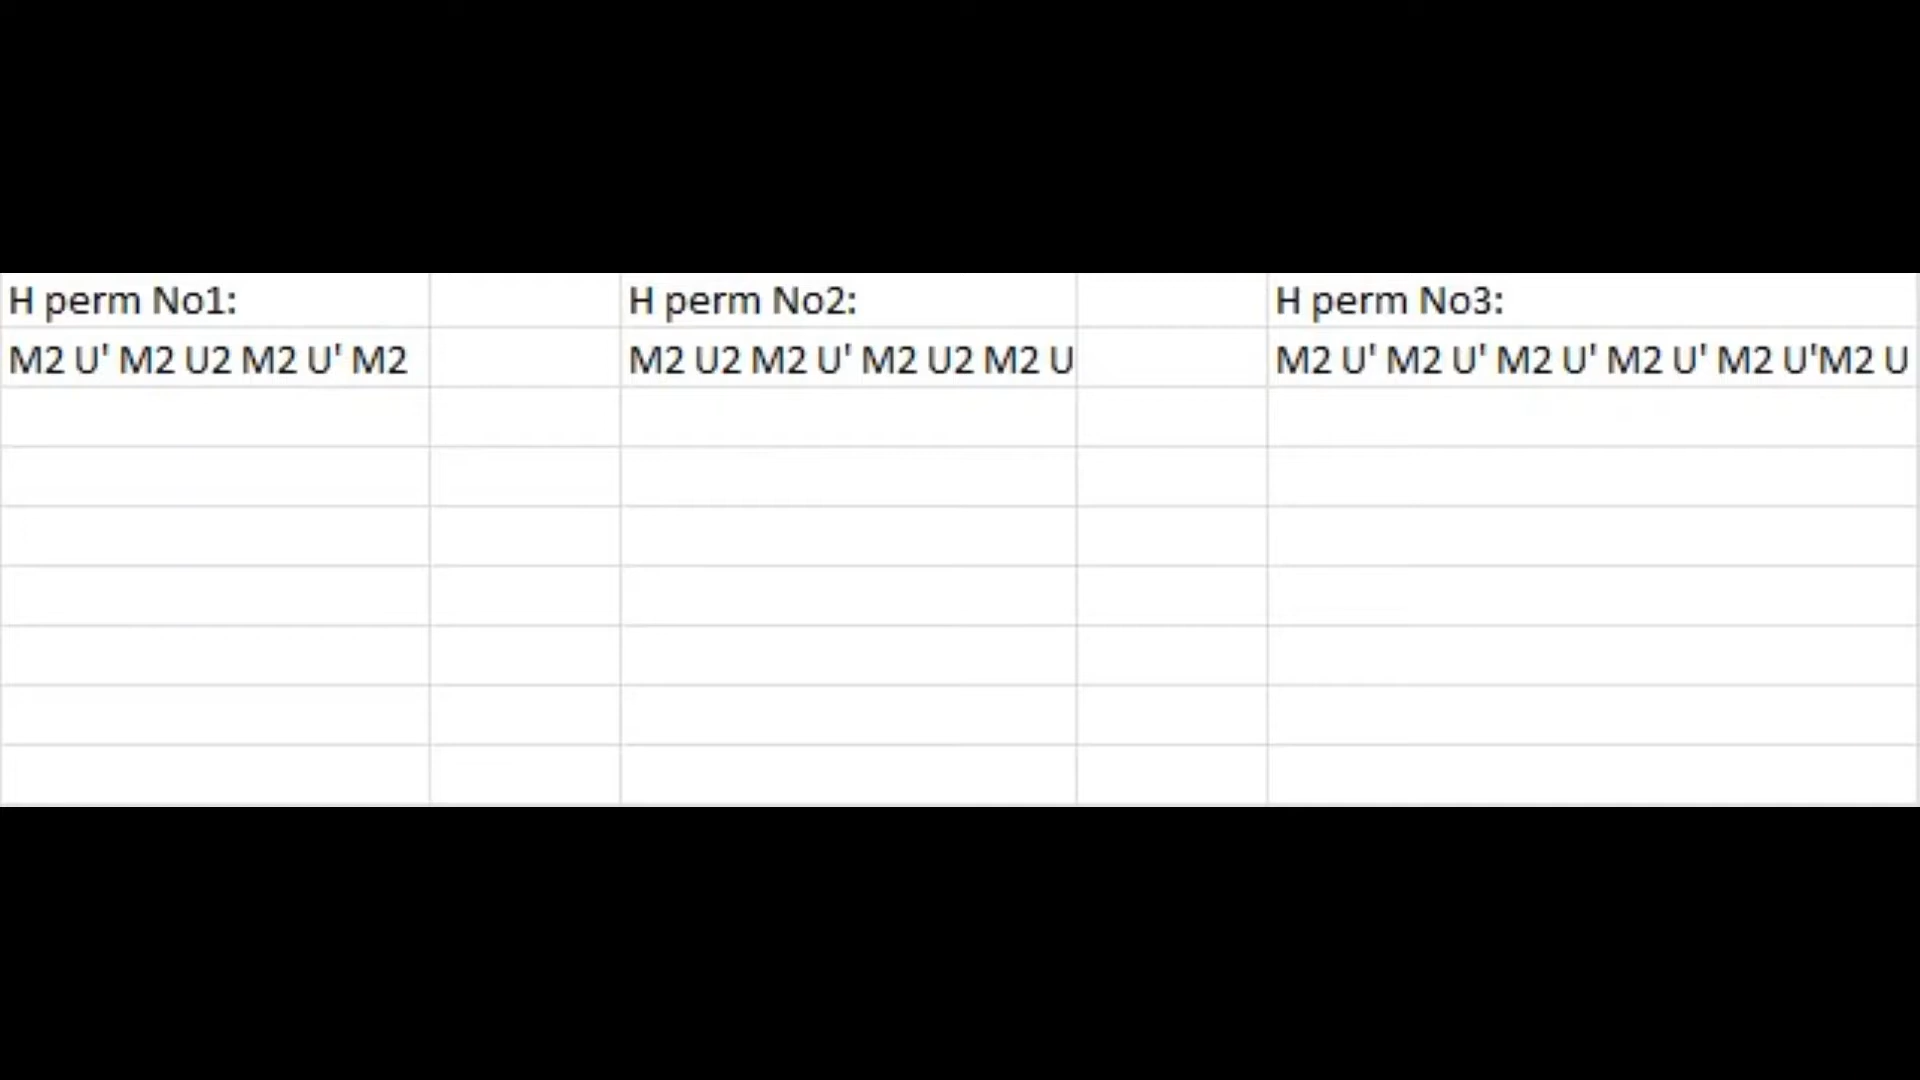 H perm No1:
H perm No2:
H perm No3:
M2 U' M2 U2 M2 U' M2
M2 U2 M2 U' M2 U2 M2 U
M2 U' M2 U' M2 U' M2 U' M2 U'M2 U